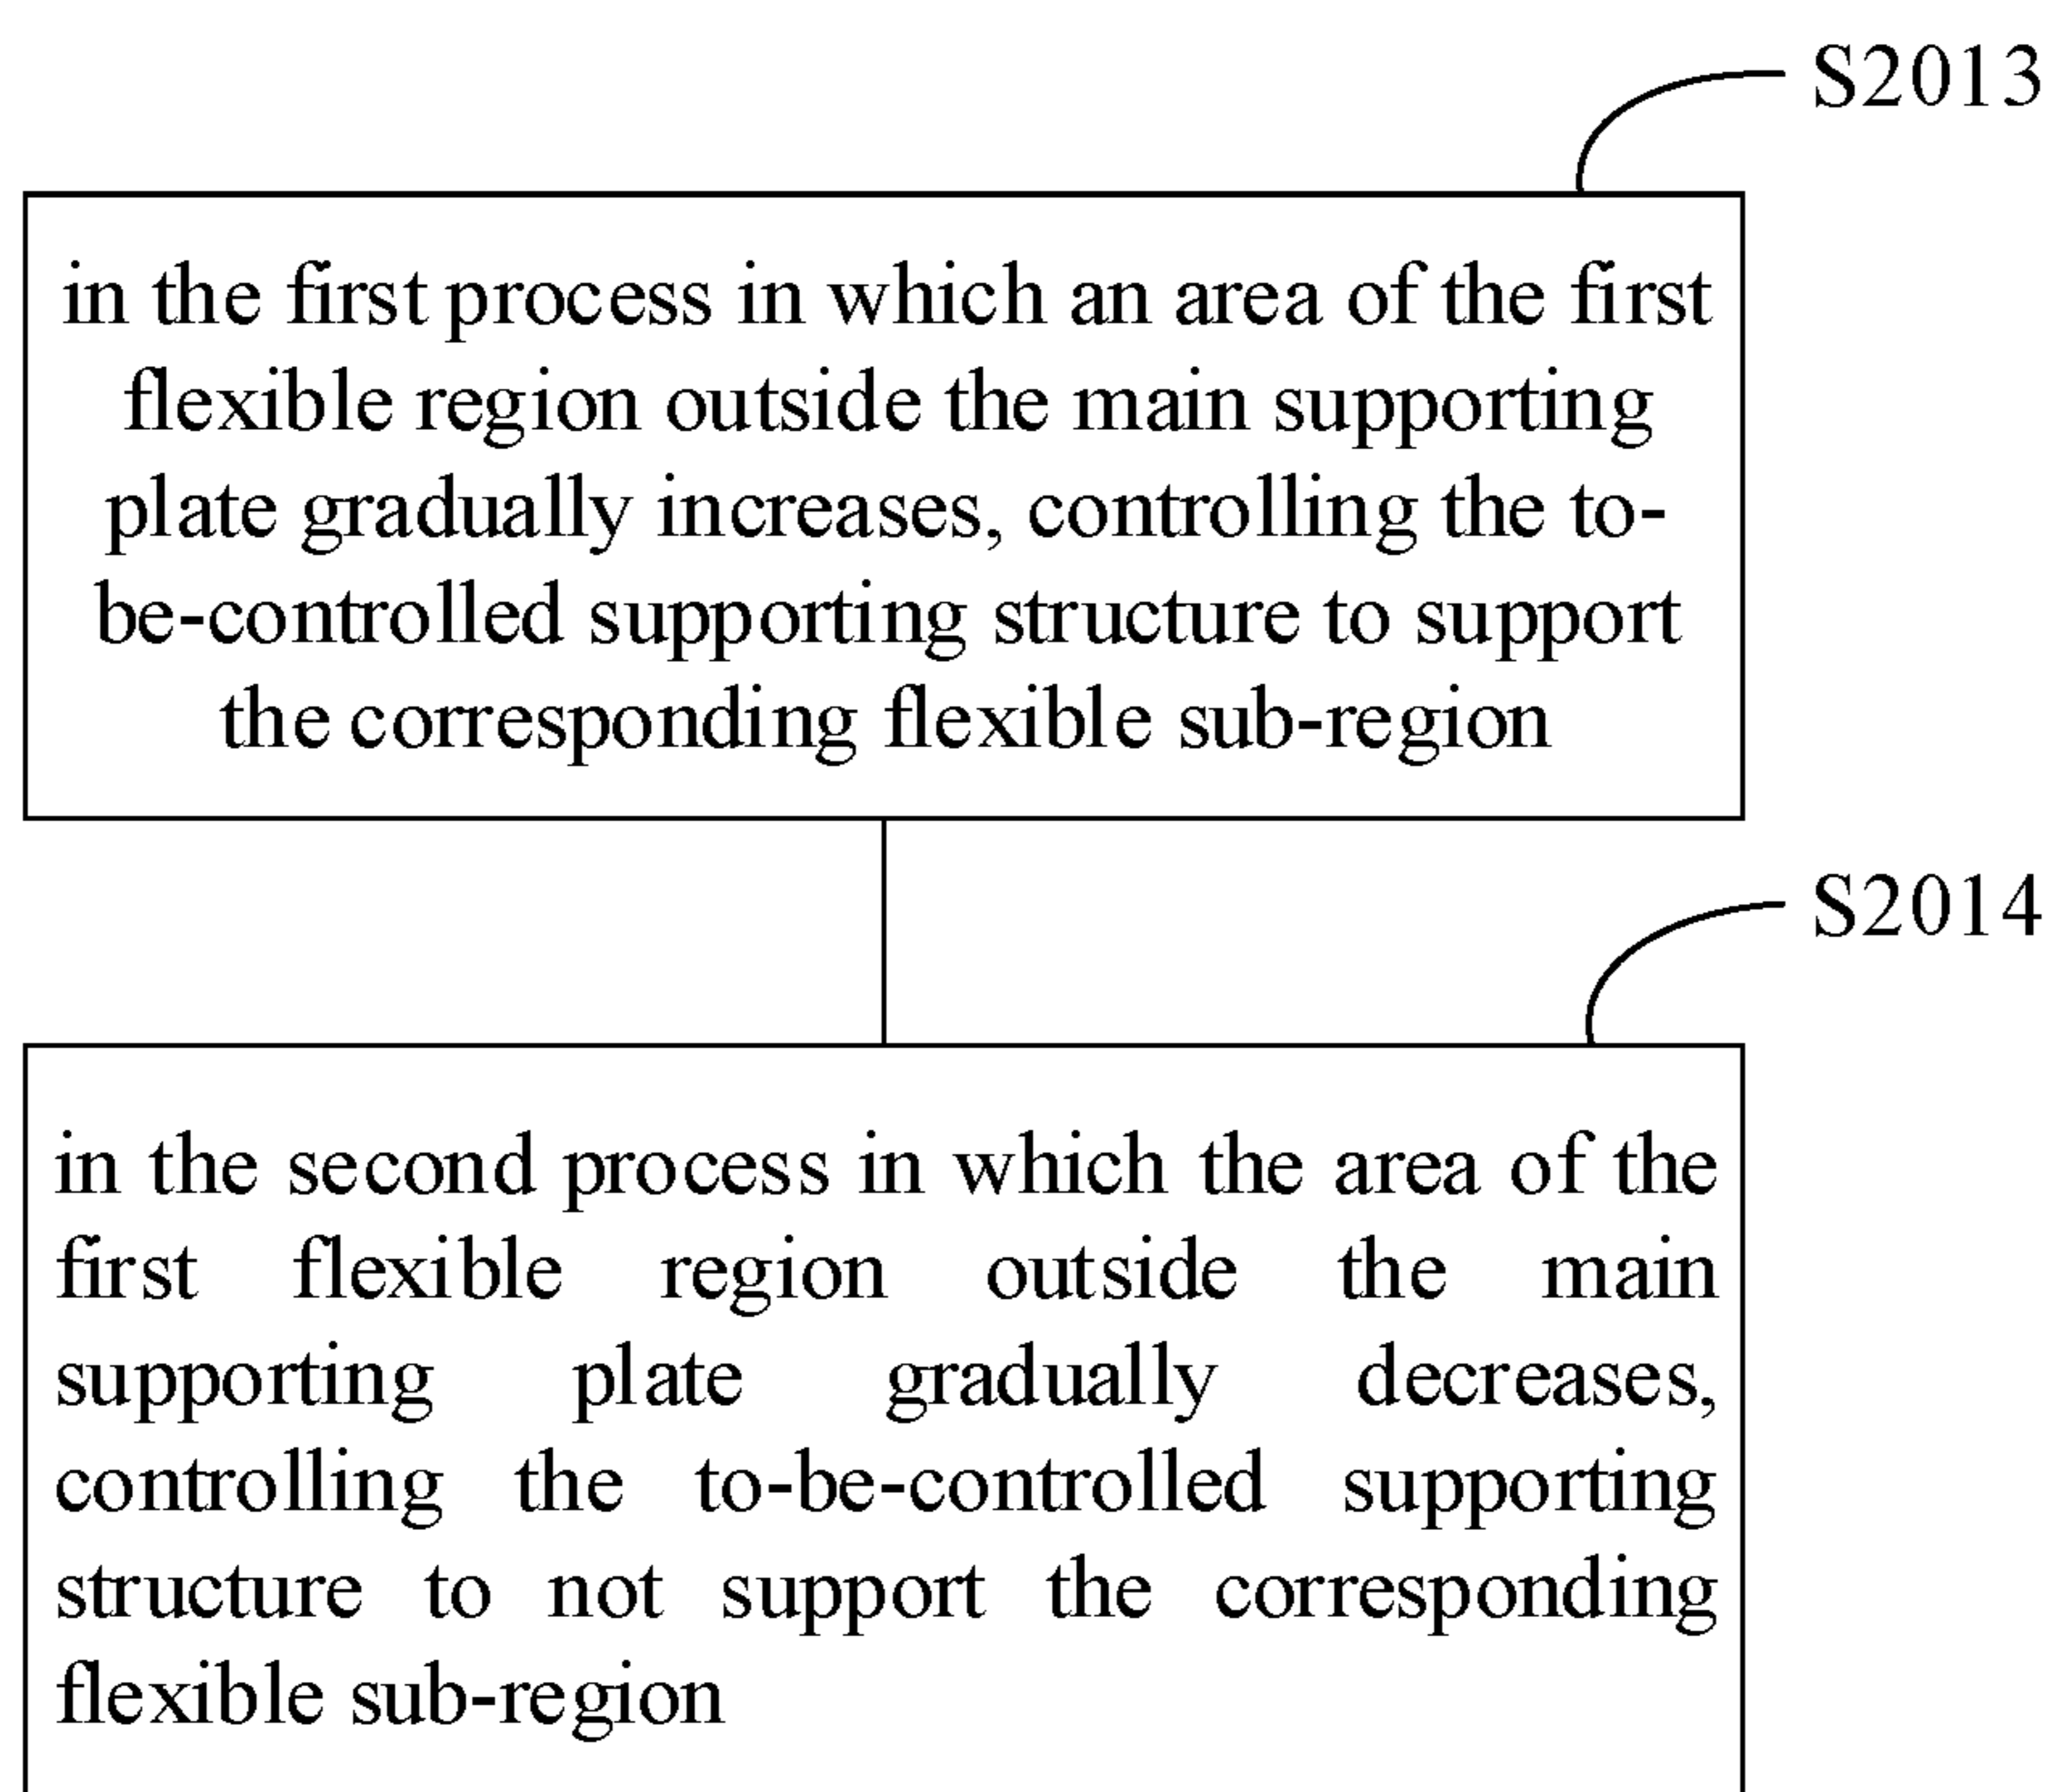 S2013
in the first process in which an area of the first
flexible region outside the main supporting
plate gradually increases, controlling the to-
be-controlled supporting structure to support
the corresponding flexible sub-region
S2014
in the second process in which the area of the
first flexible region outside the main
supporting plate gradually decreases,
controlling the to-be-controlled supporting
structure to not support the corresponding
flexible sub-region